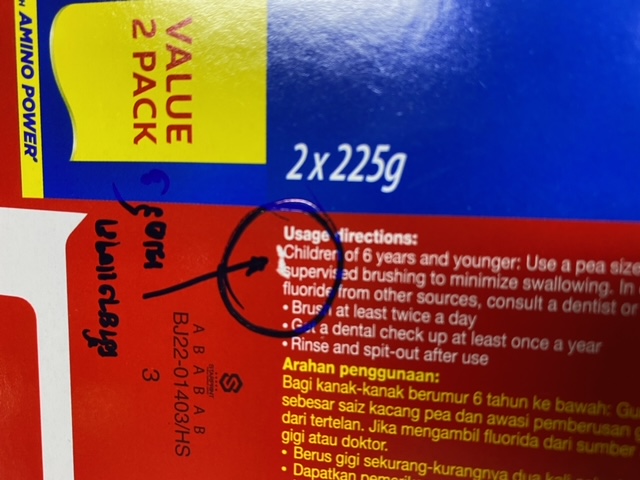 AMINO POWER
VALUE
2 PACK
2 x 225g
Usage directions:
Children of 6 years and younger: Use a pea size
supervised brushing to minimize swallowing. In
fluoride from other sources, consult a dentist or
• Brush at least twice a day
• Get a dental check up at least once a year
• Rinse and spit-out after use
Arahan penggunaan:
Bagi kanak-kanak berumur 6 tahun ke bawah:
sebesar saiz kacang pea dan awasi pemberusan
dari tertelan. Jika mengambil fluorida dari sumber
gigi atau doktor.
• Berus gigi sekurang-kurangnya dua kali
• Dapatkan
A B A B A B
BJ22-01403/HS
3